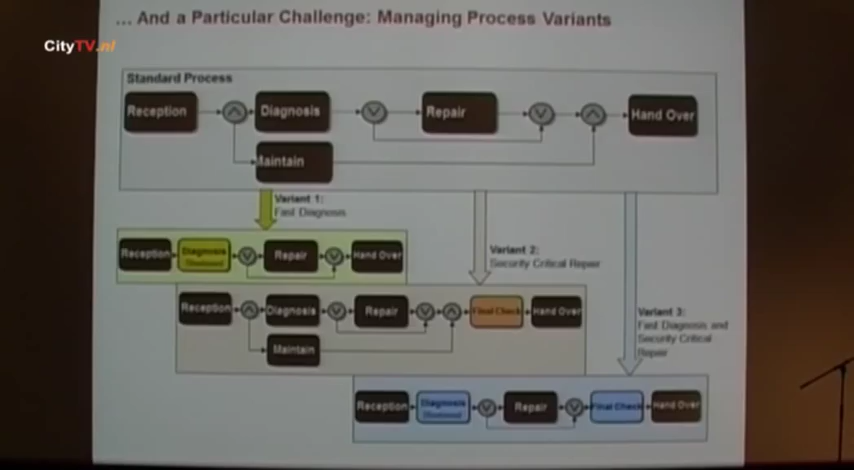 ... And a Particular Challenge: Managing Process Variants
CityTV.nl
Standard Process
Reception
Diagnosis
Repair
Hand Over
Maintain
Variant 1:
Fast Diagnosis
Reception
Diagnosis
Repair
Hand Over
Variant 2:
Security Critical Repair
Reception
Diagnosis
Repair
Final Check
Hand Over
Maintain
Variant 3:
Fast Diagnosis and
Security Critical
Repair
Reception
Diagnosis
Repair
Final Check
Hand Over